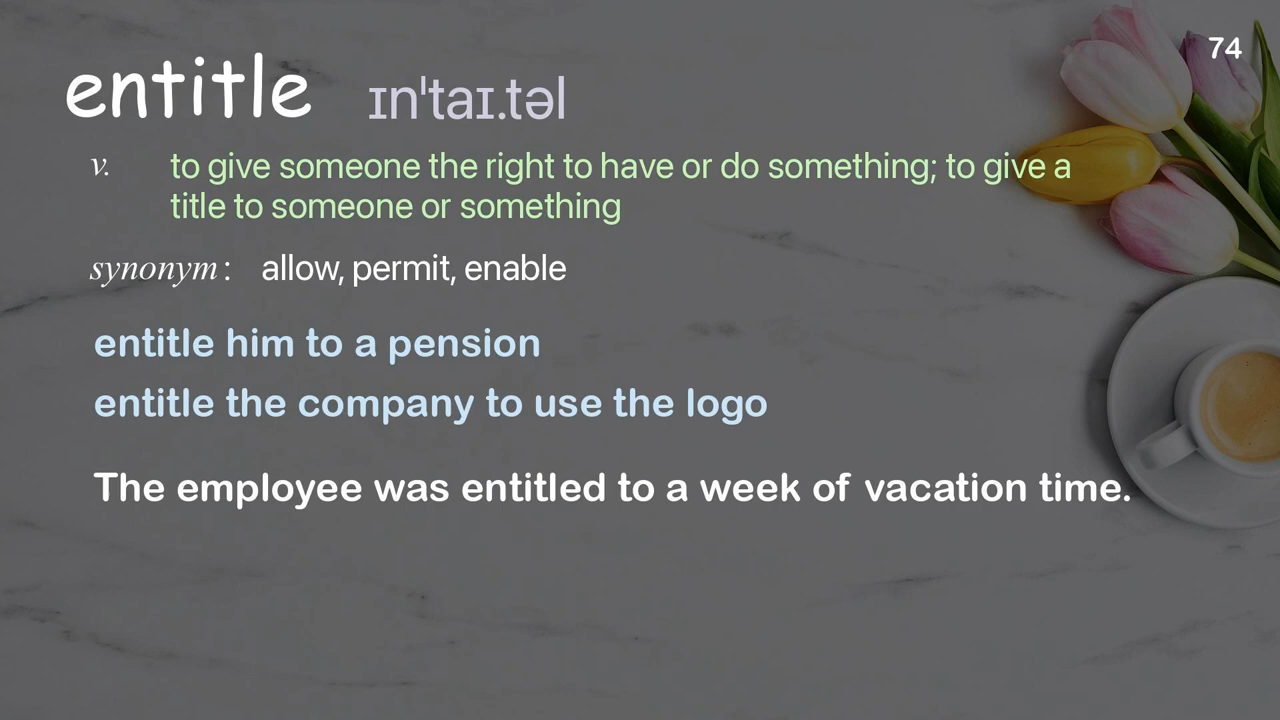 74
entitle ɪnˈtaɪ.təl
v. to give someone the right to have or do something; to give a
title to someone or something
synonym: allow, permit, enable
entitle him to a pension
entitle the company to use the logo
The employee was entitled to a week of vacation time.